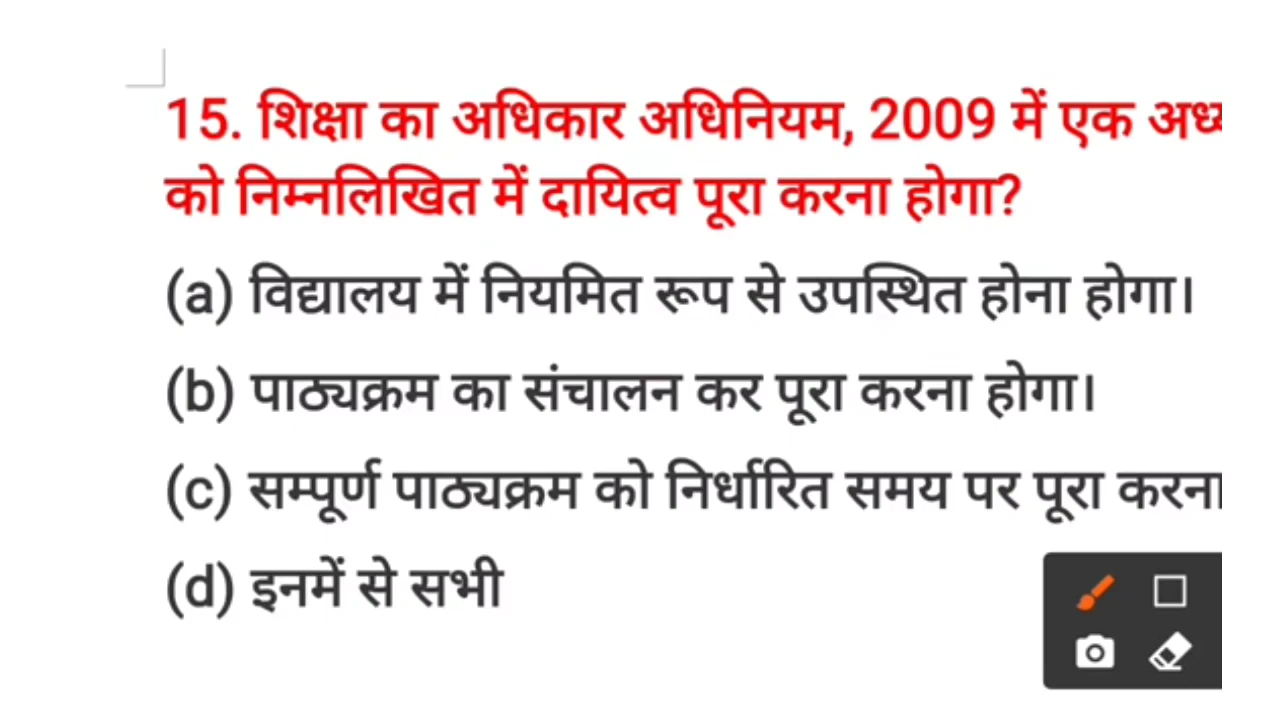 15. शिक्षा का अधिकार अधिनियम, 2009 में एक
को निम्नलिखित में दायित्व पूरा करना होगा?
(a) विद्यालय में नियमित रूप से उपस्थित होना होगा।
(b) पाठ्यक्रम का संचालन कर पूरा करना होगा।
(c) सम्पूर्ण पाठ्यक्रम को निर्धारित समय पर पूरा करना
(d) इनमें से सभी